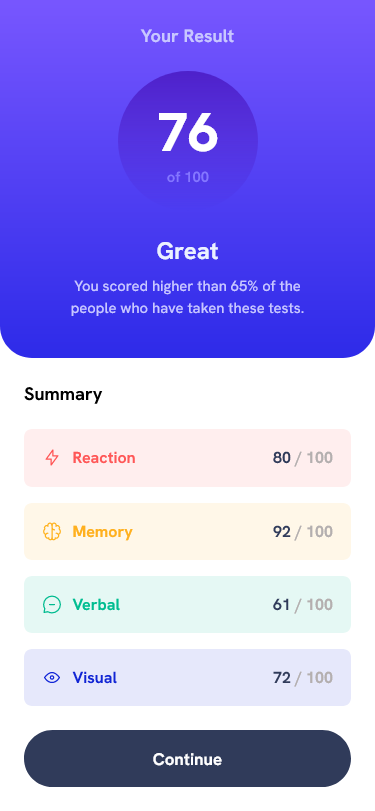 Your Result
76
of 100
Great
You scored higher than 65% of the
people who have taken these tests.
Summary
Reaction 80 / 100
Memory 92 / 100
Verbal 61 / 100
Visual 72 / 100
Continue